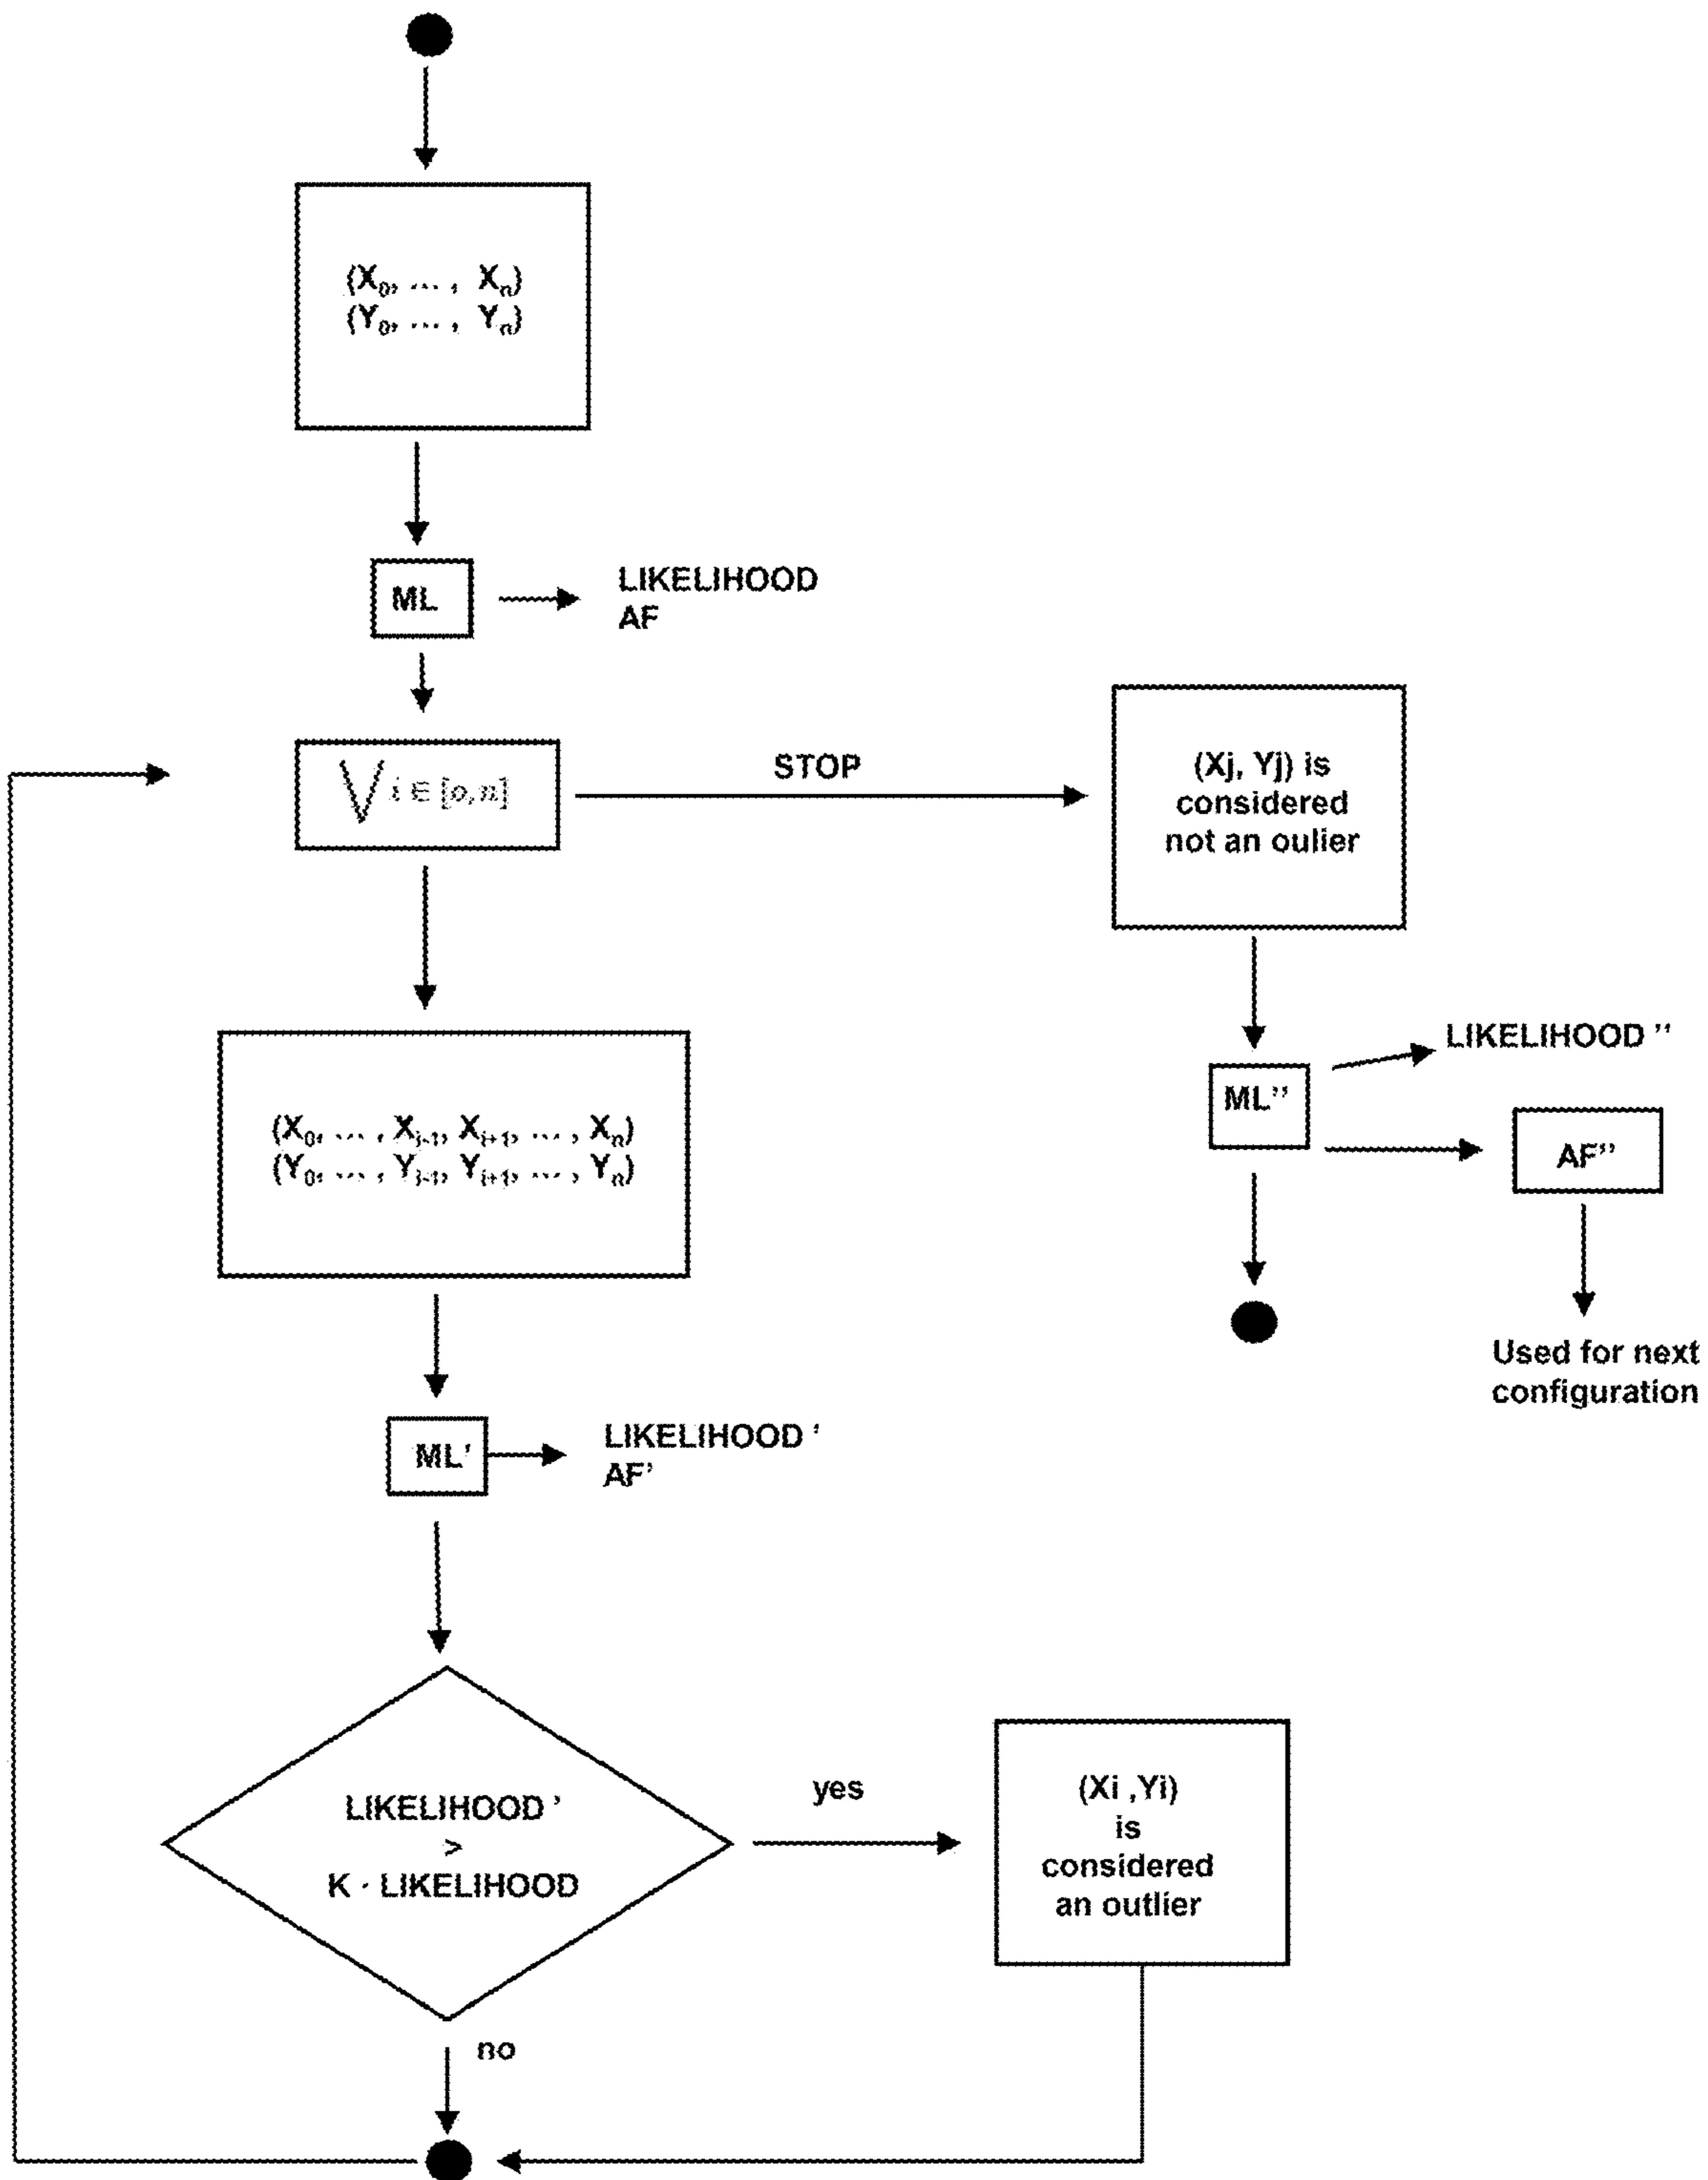 (X₀, ... , Xₙ)
(Y₀, ... , Yₙ)
ML
LIKELIHOOD
AF
∨ i ∈ [o, n]
STOP
(Xj, Yj) is
considered
not an oulier
(X₀, ... , Xᵢ₋₁, Xᵢ₊₁, ... , Xₙ)
(Y₀, ... , Yᵢ₋₁, Yᵢ₊₁, ... , Yₙ)
ML''
LIKELIHOOD ''
AF''
Used for next
configuration
ML'
LIKELIHOOD '
AF'
LIKELIHOOD '
>
K · LIKELIHOOD
yes
(Xi ,Yi)
is
considered
an outlier
no